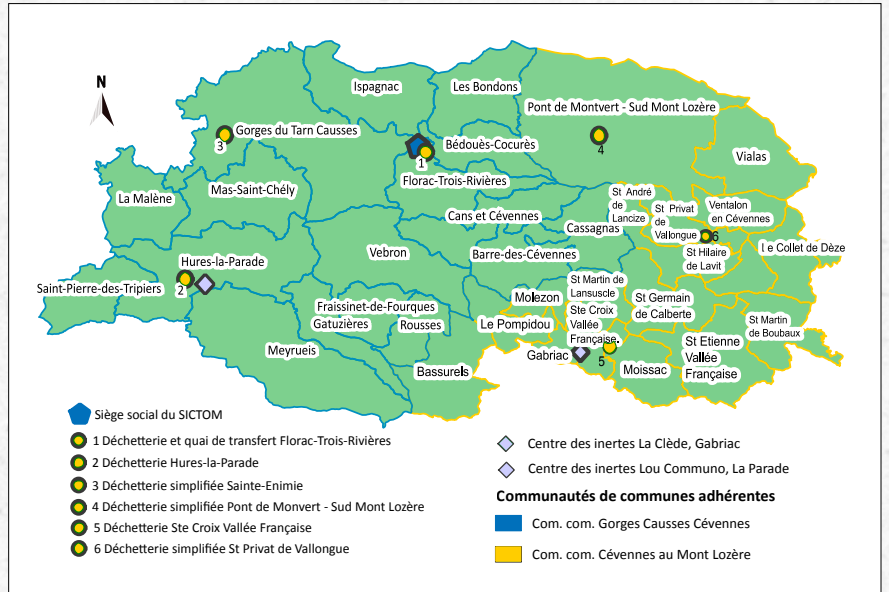 N
Ispagnac
Les Bondons
Pont de Montvert - Sud Mont Lozère
Gorges du Tarn Causses
3
1
Bédouès-Cocurès
4
Vialas
La Malène
Mas-Saint-Chély
Florac-Trois-Rivières
St André
de
Lancize
St Privat
de
Vallongue
Ventalon
en Cévennes
6
Cans et Cévennes
Cassagnas
St Hilaire
de Lavit
Le Collet de Dèze
Hures-la-Parade
Vebron
Barre-des-Cévennes
Saint-Pierre-des-Tripiers
2
St Martin de
Lansuscle
Molezon
Ste Croix
Vallée
Française.
St Germain
de Calberte
Fraissinet-de-Fourques
Gatuzières
Rousses
Le Pompidou
St Martin
de Boubaux
Meyrueis
Gabriac
5
St Etienne
Vallée
Française
Bassurels
Moissac
Siège social du SICTOM
1 Déchetterie et quai de transfert Florac-Trois-Rivières
2 Déchetterie Hures-la-Parade
3 Déchetterie simplifiée Sainte-Enimie
4 Déchetterie simplifiée Pont de Monvert - Sud Mont Lozère
5 Déchetterie Ste Croix Vallée Française
6 Déchetterie simplifiée St Privat de Vallongue
Centre des inertes La Clède, Gabriac
Centre des inertes Lou Communo, La Parade
Communautés de communes adhérentes
Com. com. Gorges Causses Cévennes
Com. com. Cévennes au Mont Lozère